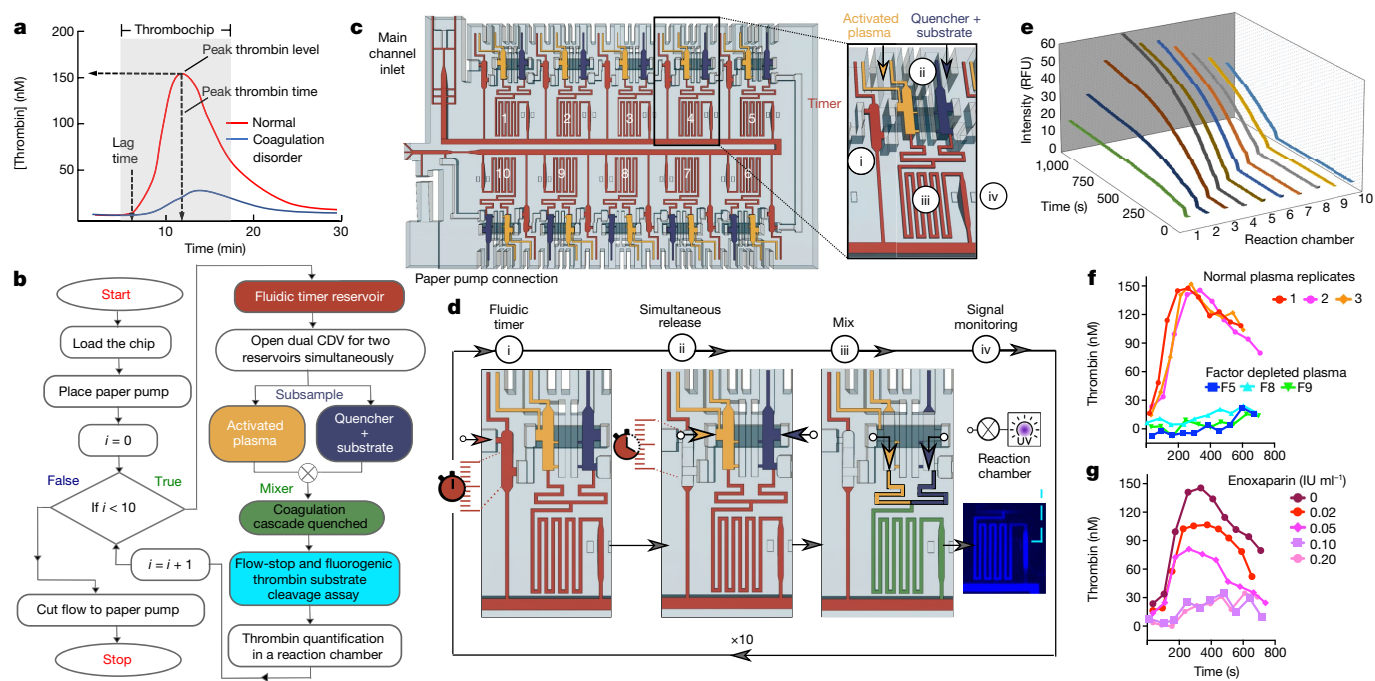 a
Thrombochip
[Thrombin] (nM)
200
150
100
50
Peak thrombin level
Peak thrombin time
Normal
Coagulation
disorder
Lag
time
10
20
30
Time (min)
b
Start
Load the chip
Place paper pump
i = 0
False
True
If i < 10
i = i + 1
Cut flow to paper pump
Stop
Fluidic timer reservoir
Open dual CDV for two
reservoirs simultaneously
Subsample
Activated
plasma
Quencher
+
substrate
Mixer
Coagulation
cascade quenched
Flow-stop and fluorogenic
thrombin substrate
cleavage assay
Thrombin quantification
in a reaction chamber
c
Main
channel
inlet
1
2
3
4
5
10
9
8
7
6
Paper pump connection
Activated
plasma
Quencher +
substrate
Timer
i
ii
iii
iv
d
Fluidic
timer
Simultaneous
release
Mix
Signal
monitoring
i
ii
iii
iv
UV
Reaction
chamber
×10
e
Intensity (RFU)
60
50
40
30
20
10
0
1,000
750
500
250
0
Time (s)
1
2
3
4
5
6
7
8
9
10
Reaction chamber
f
Normal plasma replicates
1
2
3
Thrombin (nM)
150
120
90
60
30
0
Factor depleted plasma
F5
F8
F9
0
200
400
600
800
g
Enoxaparin (IU ml⁻¹)
0
0.02
0.05
0.10
0.20
Thrombin (nM)
150
120
90
60
30
0
0
200
400
600
800
Time (s)